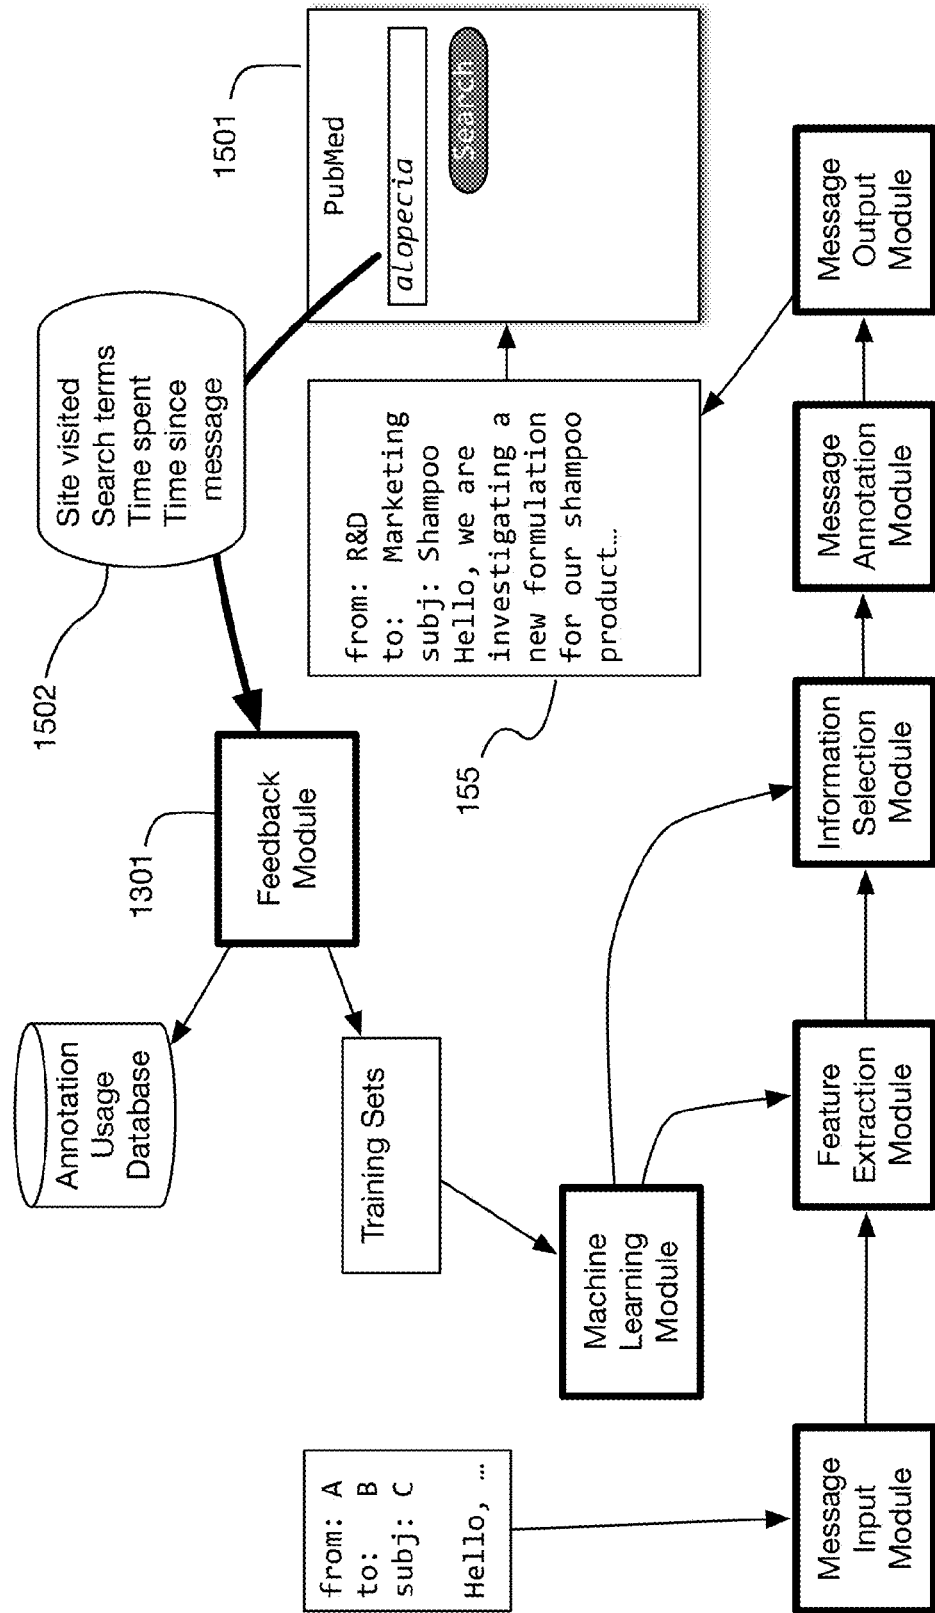 1502
Site visited
Search terms
Time spent
Time since
message
1501
PubMed
alopecia
Search
Annotation
Usage
Database
1301
Feedback
Module
Training Sets
155
from: R&D
to: Marketing
subj: Shampoo
Hello, we are
investigating a
new formulation
for our shampoo
product…
from: A
to: B
subj: C
Hello, …
Machine
Learning
Module
Message
Input
Module
Feature
Extraction
Module
Information
Selection
Module
Message
Annotation
Module
Message
Output
Module